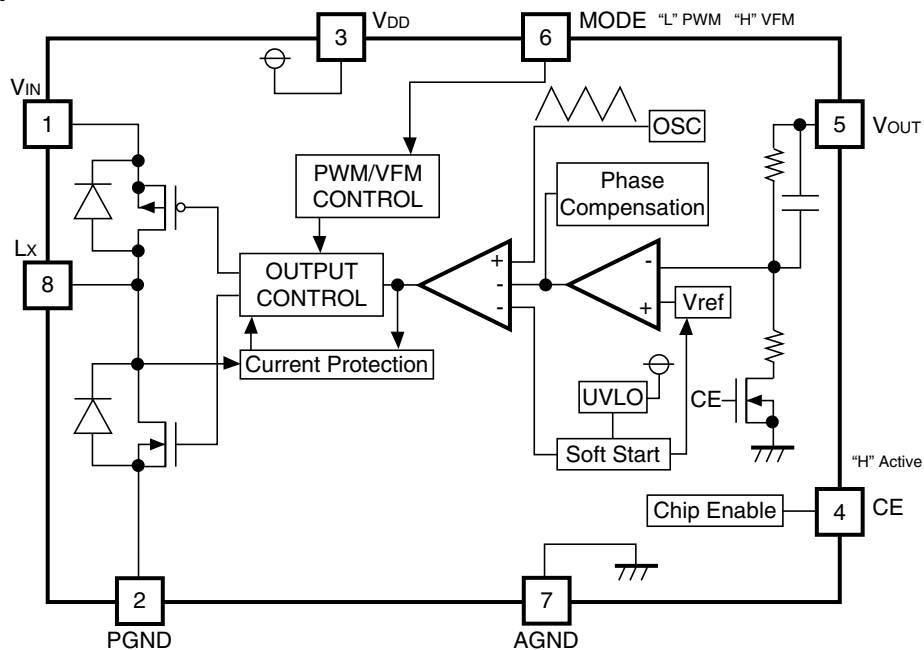 VDD
MODE "L" PWM "H" VFM
3
6
VIN
1
5
VOUT
OSC
PWM/VFM
CONTROL
Phase
Compensation
LX
8
OUTPUT
CONTROL
+
-
-
-
+
Vref
Current Protection
UVLO
CE
Soft Start
"H" Active
Chip Enable
4
CE
2
7
PGND
AGND